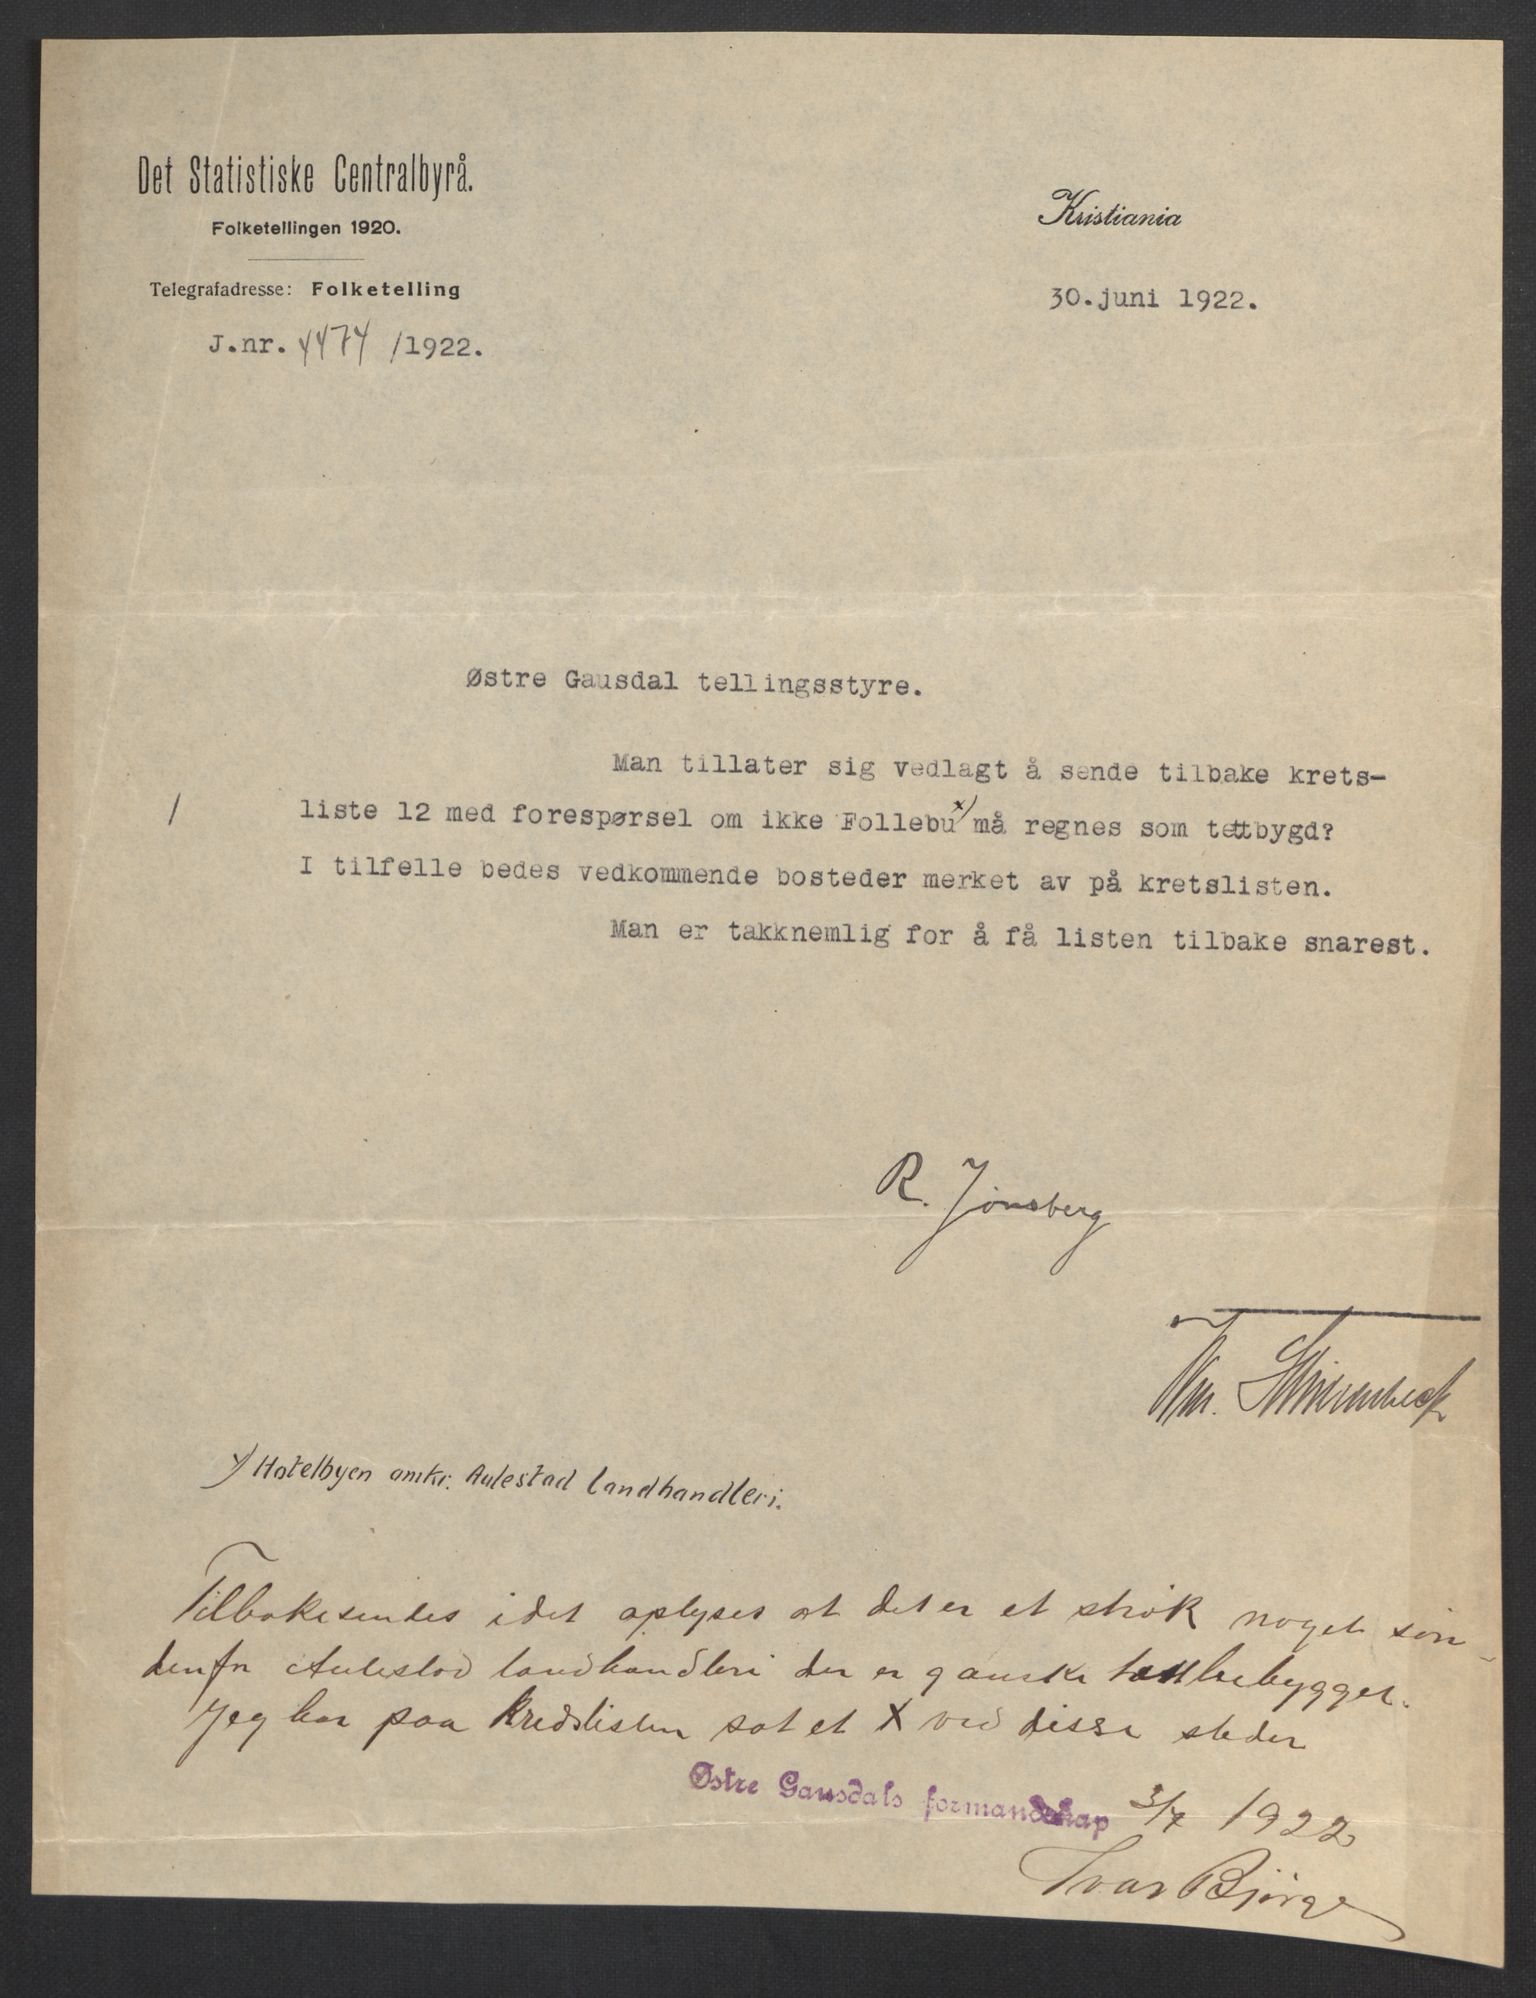 Det Statistiske Centralbyrå.
Folketellingen 1920.
Telegrafadresse: Folketelling
J.nr. 4474 /1922.
Kristiania
30.juni 1922.
Østre Gausdal tellingsstyre.
Man tillater sig vedlagt å sende tilbake krets-
/ liste 12 med forespørsel om ikke Follebu x) må regnes som tettbygd?
I tilfelle bedes vedkommende bosteder merket av på kretslisten.
Man er takknemlig for å få listen tilbake snarest.
R. Jønsberg
x) Hotelbyen omkr. Aulestad landhandleri.
Tilbakesendes idet oplyses at det er et strøk noget søn-
denfor Aulestad landhandleri der er ganske tættbebygget.
Jeg har paa kredslisten sat et X ved disse steder
Østre Gausdals formandskap 3/7 1922
Ivar Bjørge